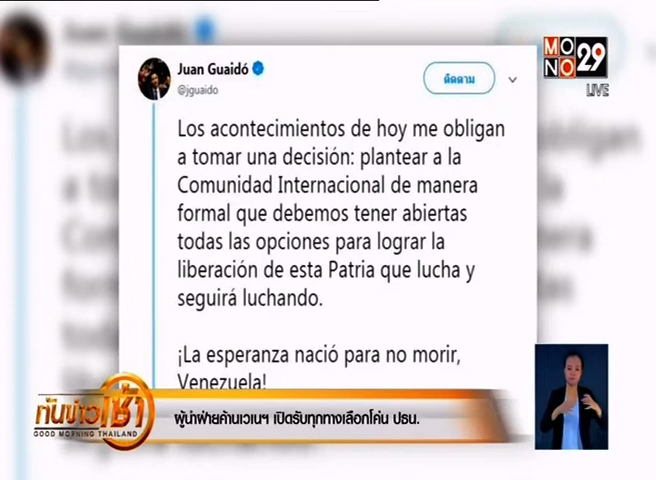 Juan Guaidó
@jguaido
ติดตาม
MONO 29
LIVE
Los acontecimientos de hoy me obligan
a tomar una decisión: plantear a la
Comunidad Internacional de manera
formal que debemos tener abiertas
todas las opciones para lograr la
liberación de esta Patria que lucha y
seguirá luchando.
¡La esperanza nació para no morir,
Venezuela!
ทันข่าวเช้า
GOOD MORNING THAILAND
ผู้นำฝ่ายค้านเวเนฯ เปิดรับทุกทางเลือกโค่น ปธน.